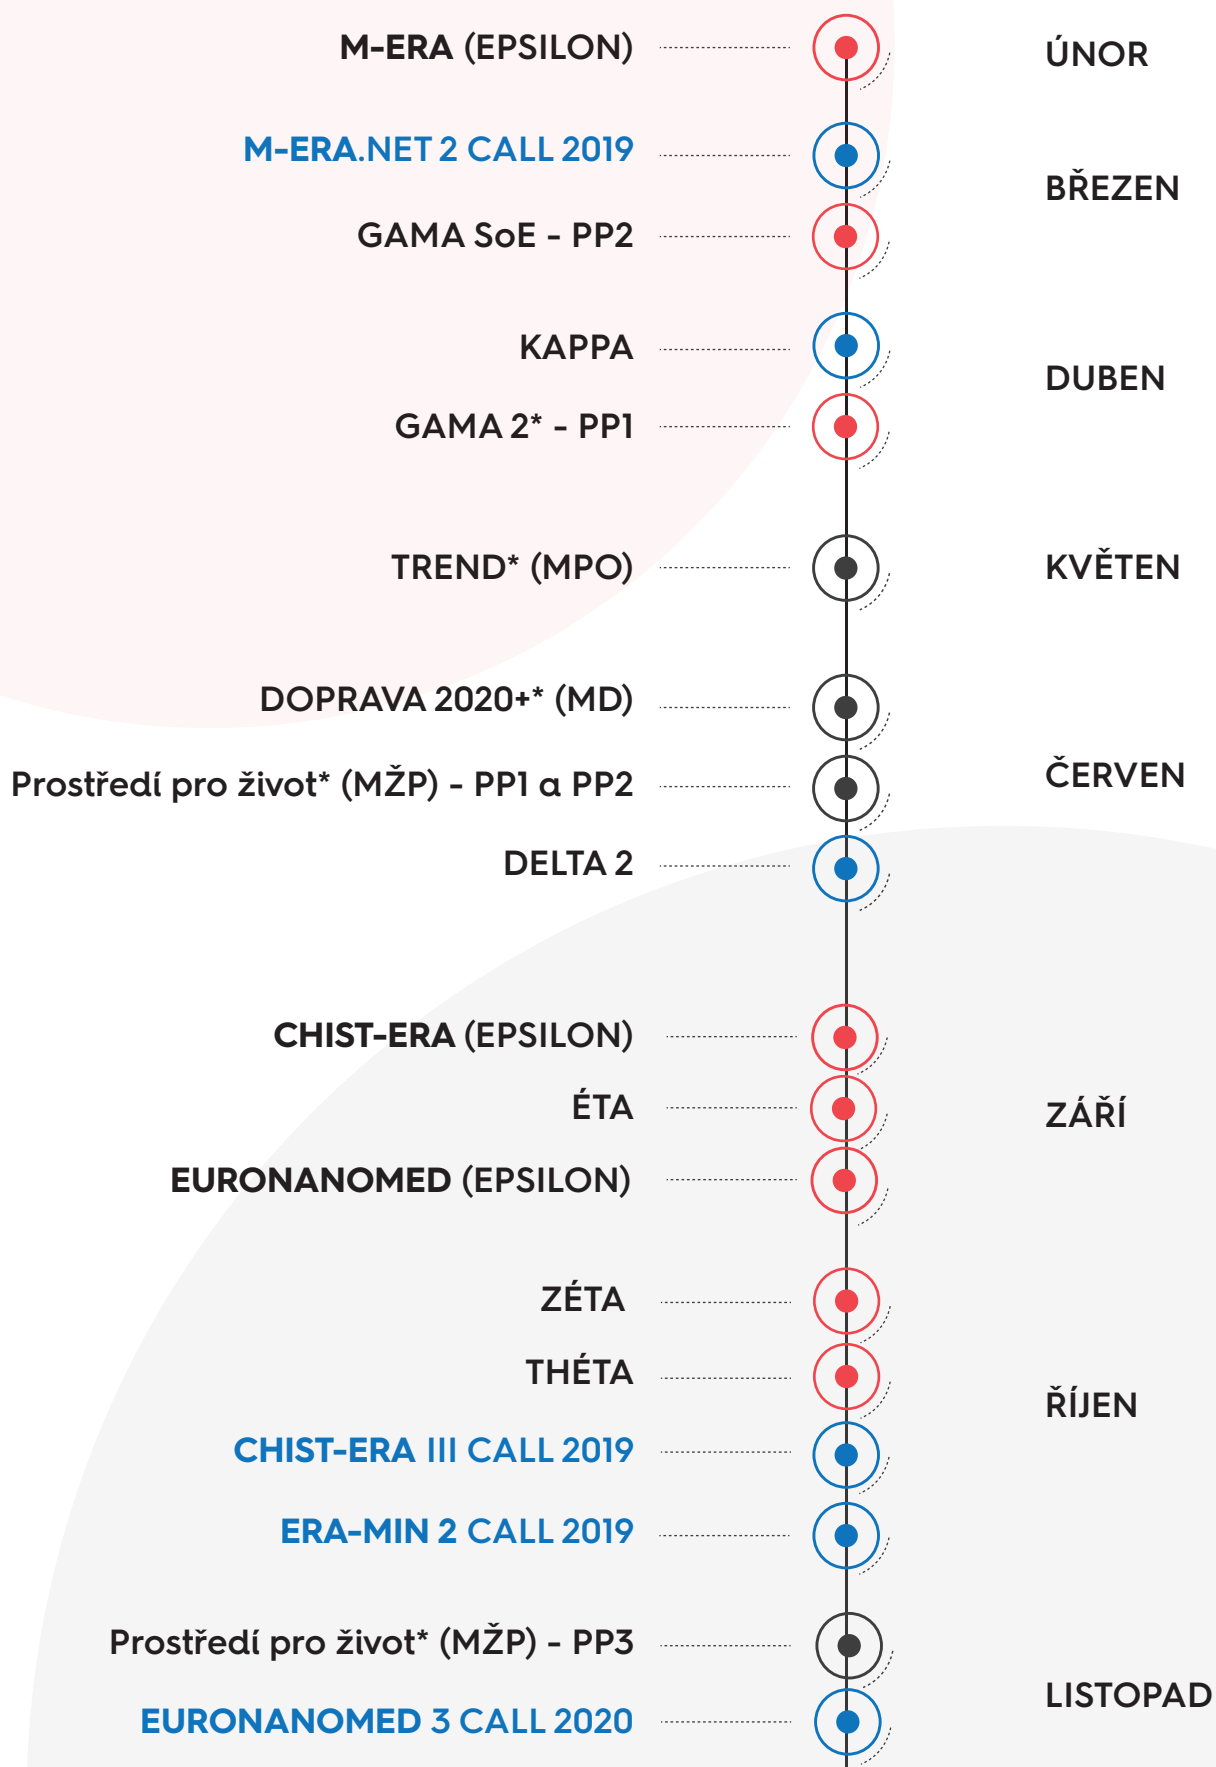 M-ERA (EPSILON)
ÚNOR
M-ERA.NET 2 CALL 2019
BŘEZEN
GAMA SoE - PP2
KAPPA
DUBEN
GAMA 2* - PP1
TREND* (MPO)
KVĚTEN
DOPRAVA 2020+* (MD)
ČERVEN
Prostředí pro život* (MŽP) - PP1 a PP2
DELTA 2
CHIST-ERA (EPSILON)
ÉTA
ZÁŘÍ
EURONANOMED (EPSILON)
ZÉTA
THÉTA
ŘÍJEN
CHIST-ERA III CALL 2019
ERA-MIN 2 CALL 2019
Prostředí pro život* (MŽP) - PP3
LISTOPAD
EURONANOMED 3 CALL 2020